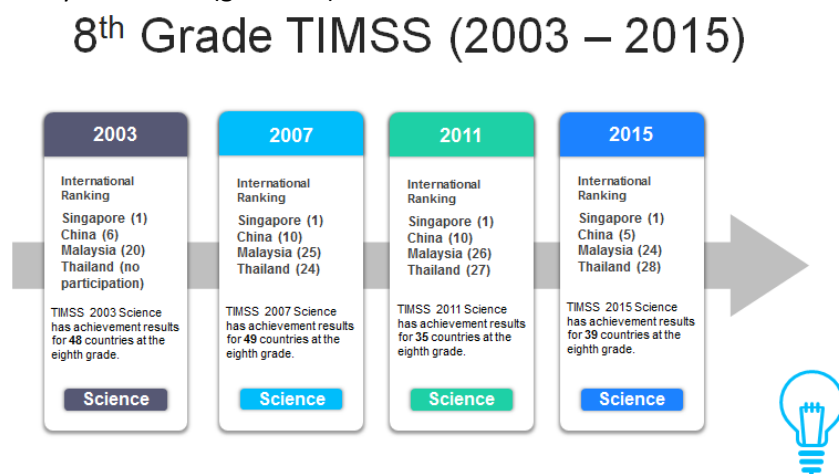 8th Grade TIMSS (2003 – 2015)
2003
International
Ranking
Singapore (1)
China (6)
Malaysia (20)
Thailand (no
participation)
TIMSS 2003 Science
has achievement results
for 48 countries at the
eighth grade.
Science
2007
International
Ranking
Singapore (1)
China (10)
Malaysia (25)
Thailand (24)
TIMSS 2007 Science
has achievement results
for 49 countries at the
eighth grade.
Science
2011
International
Ranking
Singapore (1)
China (10)
Malaysia (26)
Thailand (27)
TIMSS 2011 Science
has achievement results
for 35 countries at the
eighth grade.
Science
2015
International
Ranking
Singapore (1)
China (5)
Malaysia (24)
Thailand (28)
TIMSS 2015 Science
has achievement results
for 39 countries at the
eighth grade.
Science